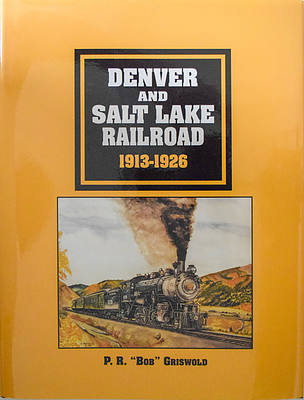 DENVER
AND
SALT LAKE
RAILROAD
1913-1926
P. R. "BOB" GRISWOLD